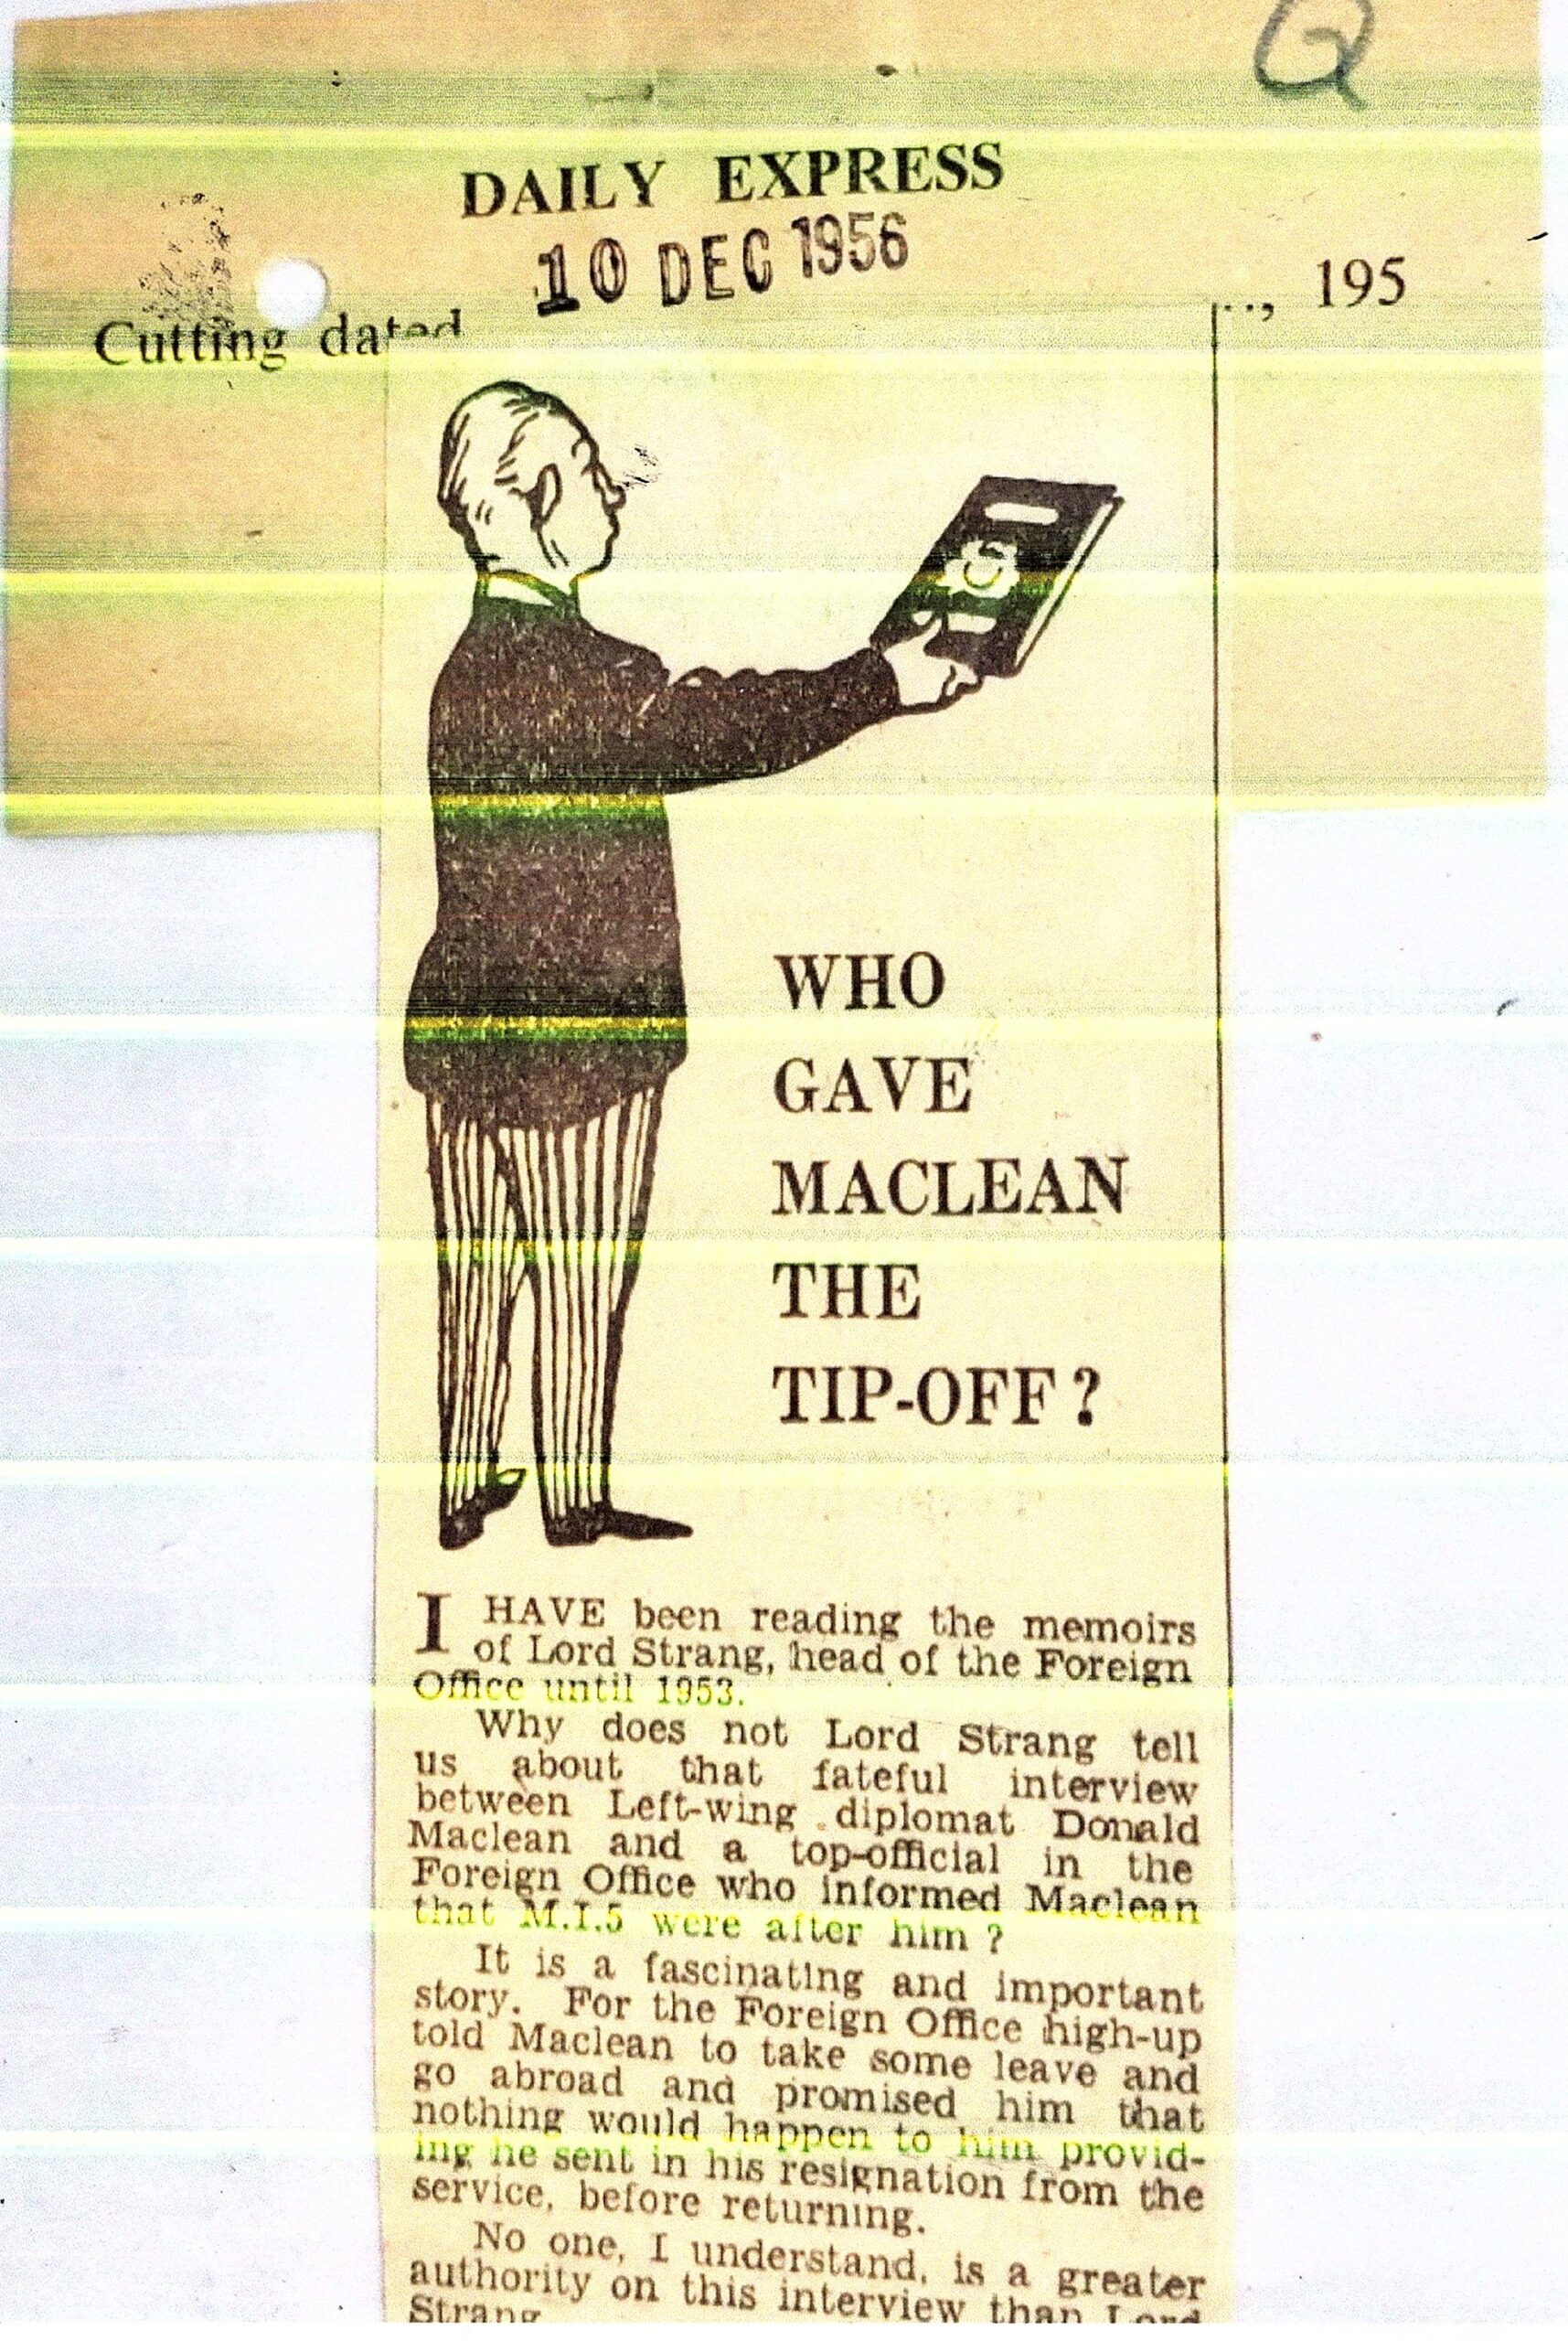 Q
DAILY EXPRESS
10 DEC 1956
Cutting dated .., 195
WHO
GAVE
MACLEAN
THE
TIP-OFF?
I HAVE been reading the memoirs
of Lord Strang, head of the Foreign
Office until 1953.
Why does not Lord Strang tell
us about that fateful interview
between Left-wing diplomat Donald
Maclean and a top-official in the
Foreign Office who informed Maclean
that M.I.5 were after him?
It is a fascinating and important
story. For the Foreign Office high-up
told Maclean to take some leave and
go abroad and promised him that
nothing would happen to him provid-
ing he sent in his resignation from the
service, before returning.
No one, I understand, is a greater
authority on this interview than Lord
Strang